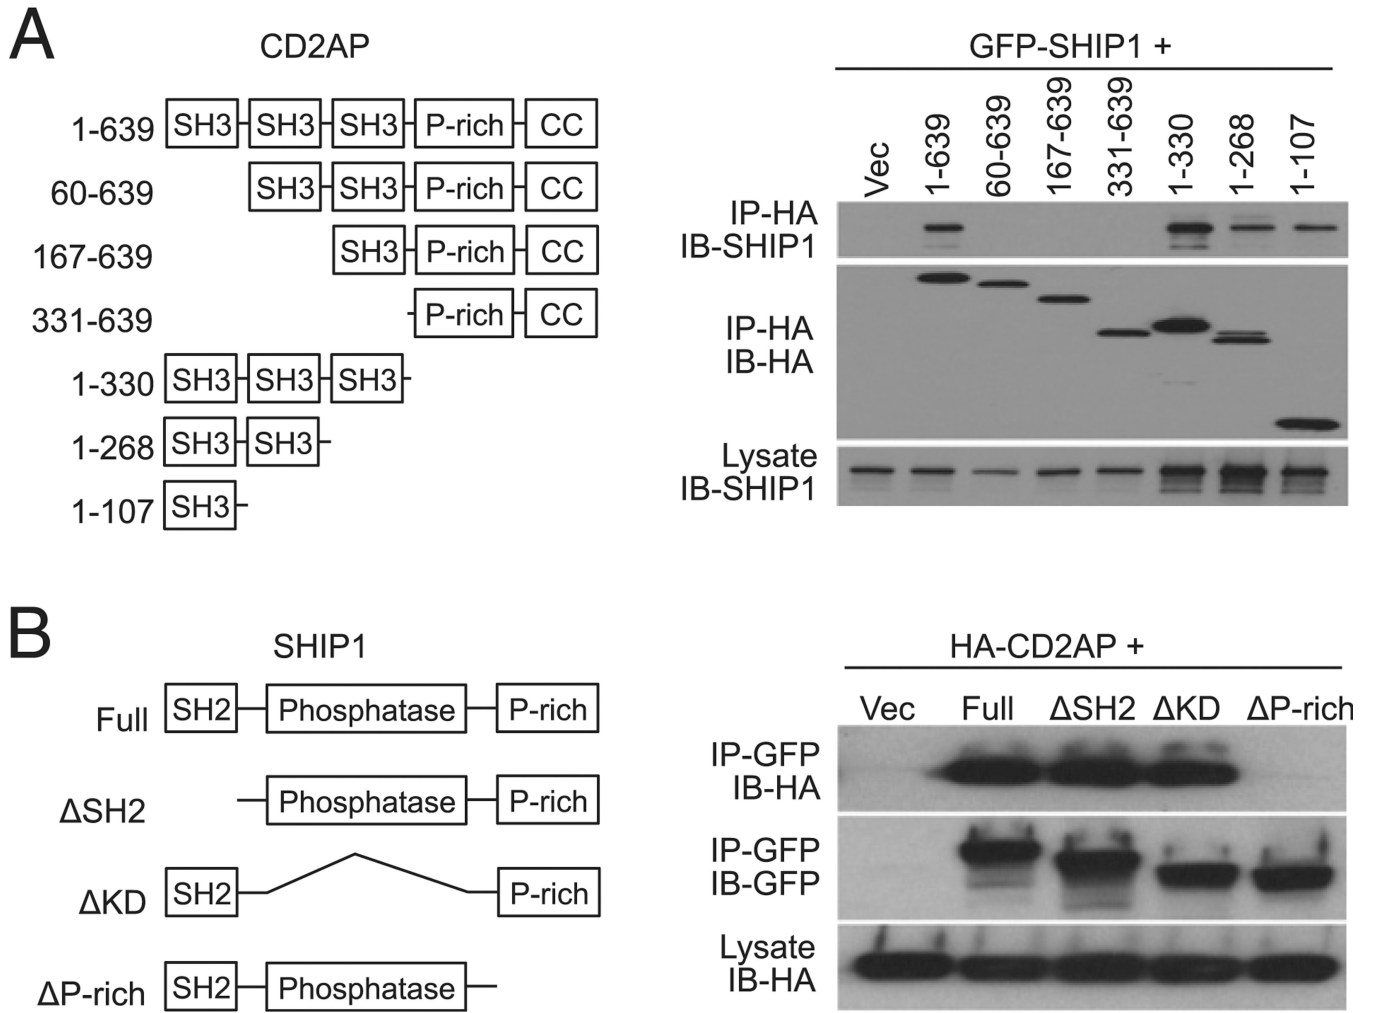 A
CD2AP
1-639 SH3 SH3 SH3 P-rich CC
60-639 SH3 SH3 P-rich CC
167-639 SH3 P-rich CC
331-639 P-rich CC
1-330 SH3 SH3 SH3
1-268 SH3 SH3
1-107 SH3
GFP-SHIP1 +
Vec 1-639 60-639 167-639 331-639 1-330 1-268 1-107
IP-HA
IB-SHIP1
IP-HA
IB-HA
Lysate
IB-SHIP1
B
SHIP1
Full SH2 Phosphatase P-rich
ΔSH2 Phosphatase P-rich
ΔKD SH2 P-rich
ΔP-rich SH2 Phosphatase
HA-CD2AP +
Vec Full ΔSH2 ΔKD ΔP-rich
IP-GFP
IB-HA
IP-GFP
IB-GFP
Lysate
IB-HA